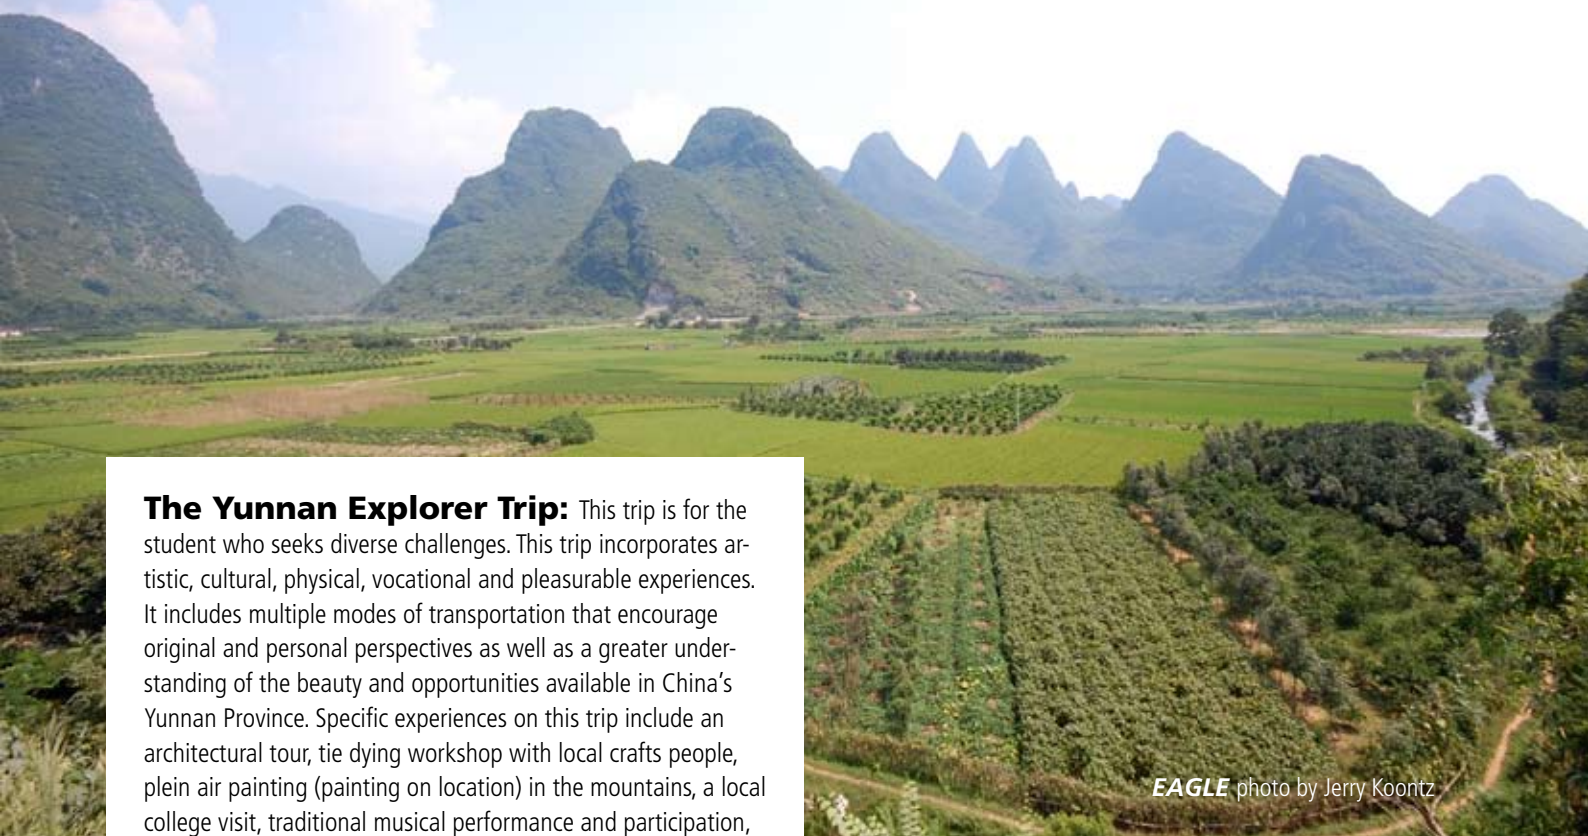 The Yunnan Explorer Trip: This trip is for the
student who seeks diverse challenges. This trip incorporates ar-
tistic, cultural, physical, vocational and pleasurable experiences.
It includes multiple modes of transportation that encourage
original and personal perspectives as well as a greater under-
standing of the beauty and opportunities available in China's
Yunnan Province. Specific experiences on this trip include an
architectural tour, tie dying workshop with local crafts people,
plein air painting (painting on location) in the mountains, a local
college visit, traditional musical performance and participation,
EAGLE photo by Jerry Koontz